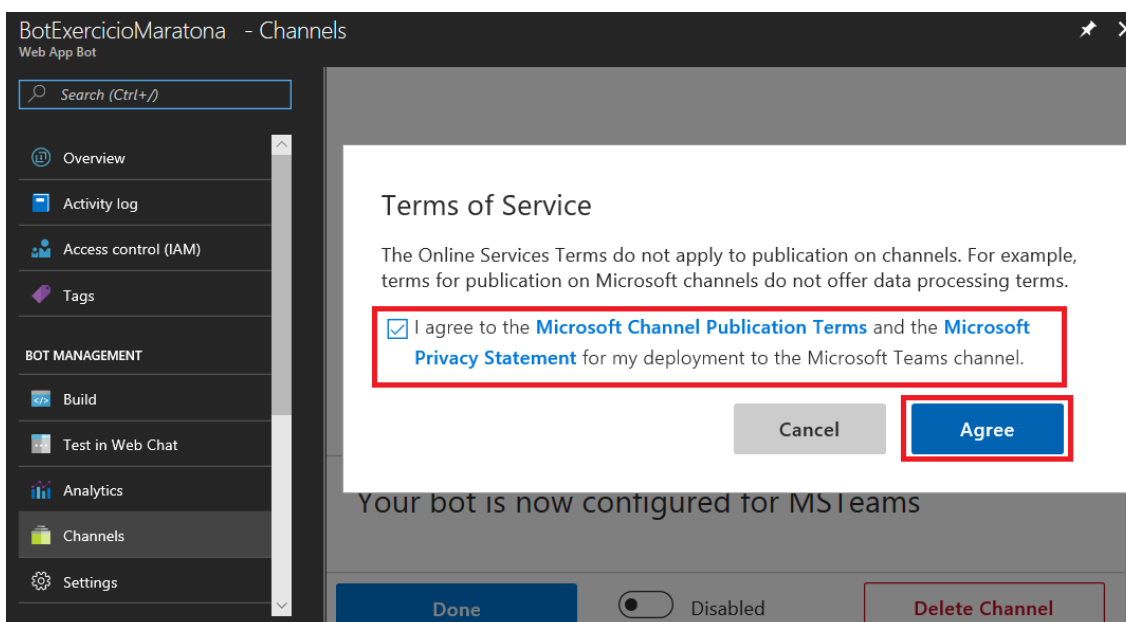 BotExercicioMaratona - Channels
Web App Bot
Search (Ctrl+/)
Overview
Activity log
Access control (IAM)
Tags
BOT MANAGEMENT
Build
Test in Web Chat
Analytics
Channels
Settings
Terms of Service
The Online Services Terms do not apply to publication on channels. For example,
terms for publication on Microsoft channels do not offer data processing terms.
I agree to the Microsoft Channel Publication Terms and the Microsoft
Privacy Statement for my deployment to the Microsoft Teams channel.
Cancel
Agree
Your bot is now configured for MSTeams
Done
Disabled
Delete Channel